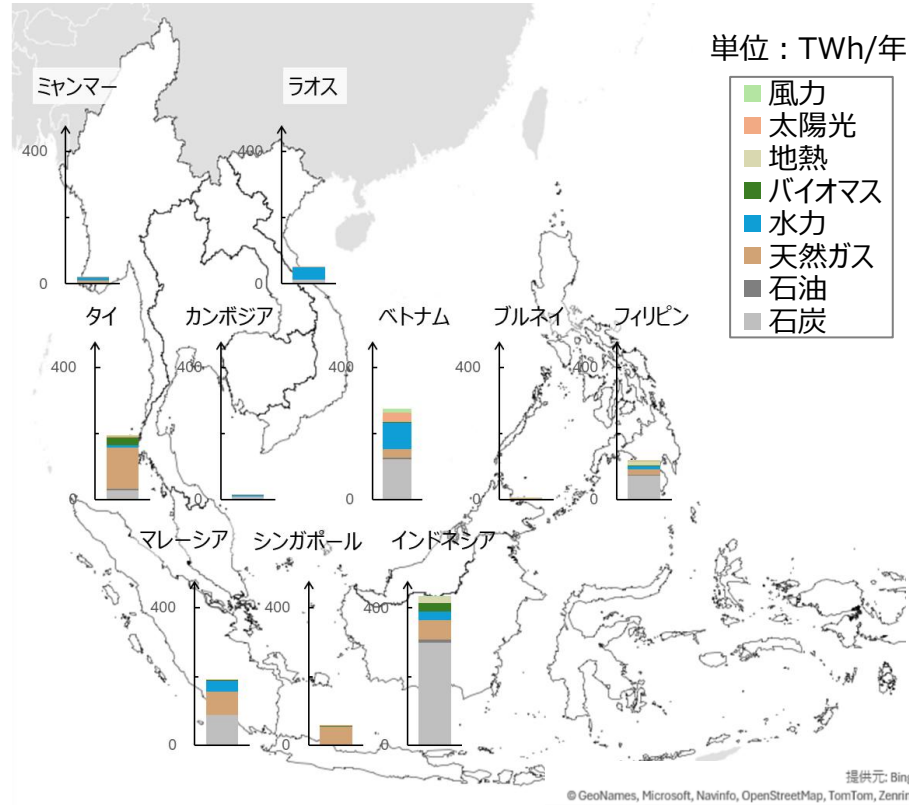 単位：TWh/年
風力
太陽光
地熱
バイオマス
水力
天然ガス
石油
石炭
ミャンマー
ラオス
400
400
0
0
タイ
カンボジア
ベトナム
ブルネイ
フィリピン
400
400
400
400
400
0
0
0
0
0
マレーシア
シンガポール
インドネシア
400
400
400
0
0
0
提供元: Bing
© GeoNames, Microsoft, Navinfo, OpenStreetMap, TomTom, Zenrin